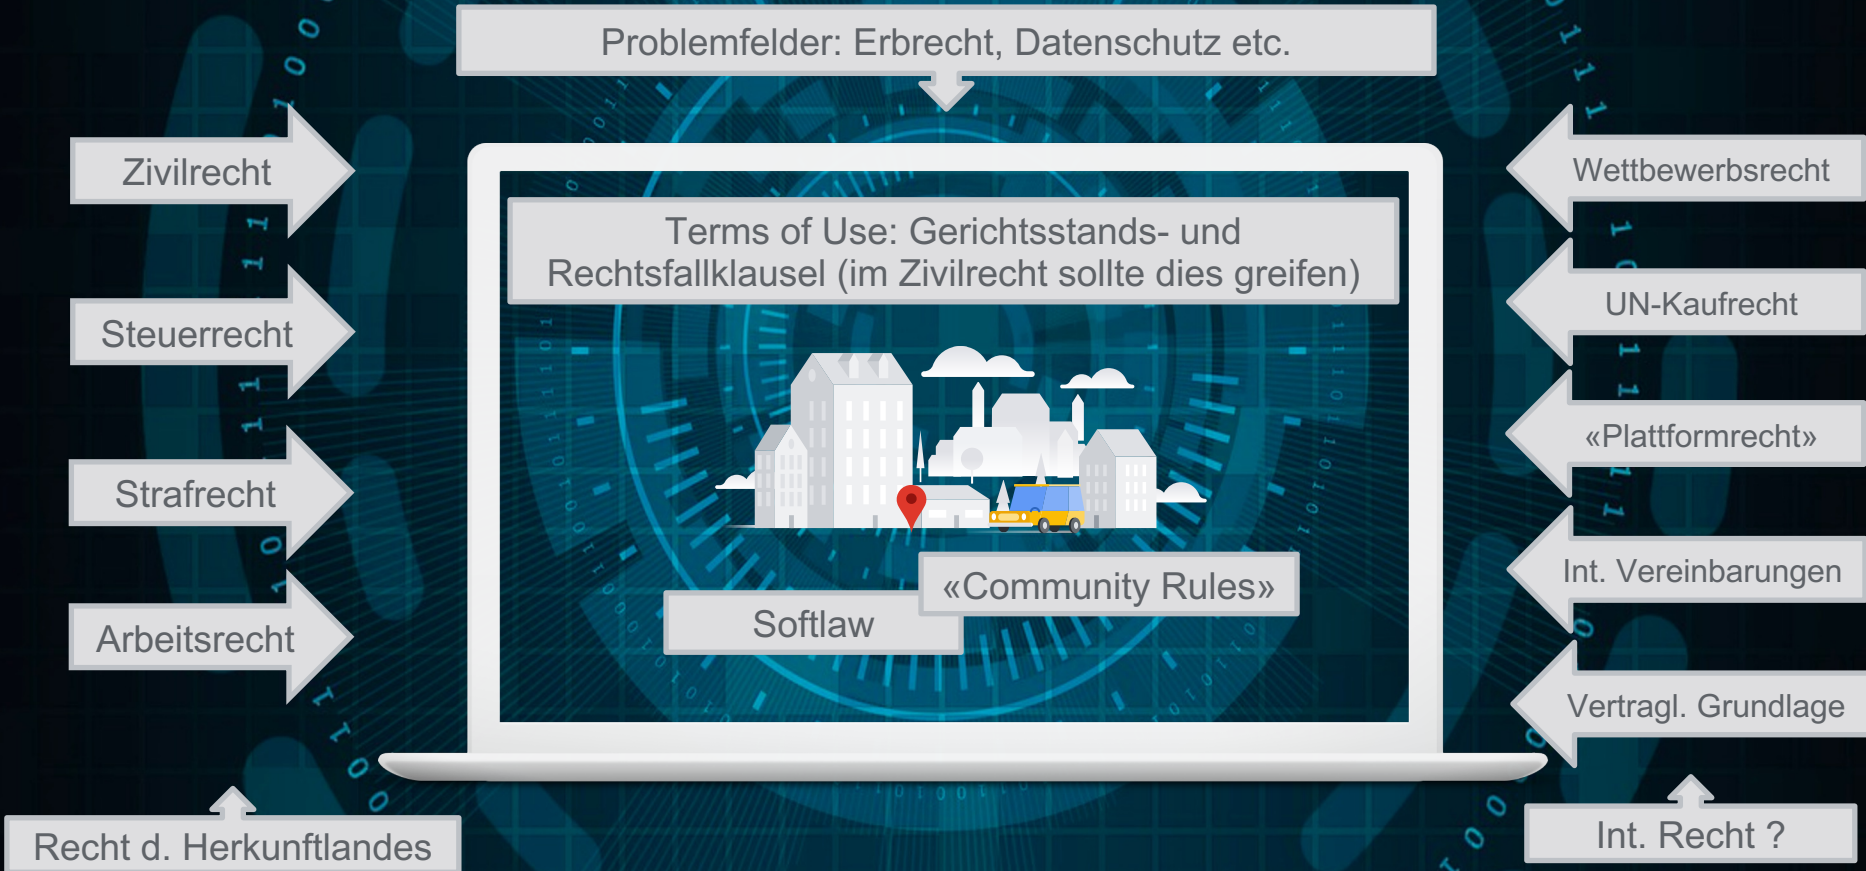 Problemfelder: Erbrecht, Datenschutz etc.
Zivilrecht
Steuerrecht
Strafrecht
Arbeitsrecht
Recht d. Herkunftlandes
Terms of Use: Gerichtsstands- und
Rechtsfallklausel (im Zivilrecht sollte dies greifen)
«Community Rules»
Softlaw
Wettbewerbsrecht
UN-Kaufrecht
«Plattformrecht»
Int. Vereinbarungen
Vertragl. Grundlage
Int. Recht ?